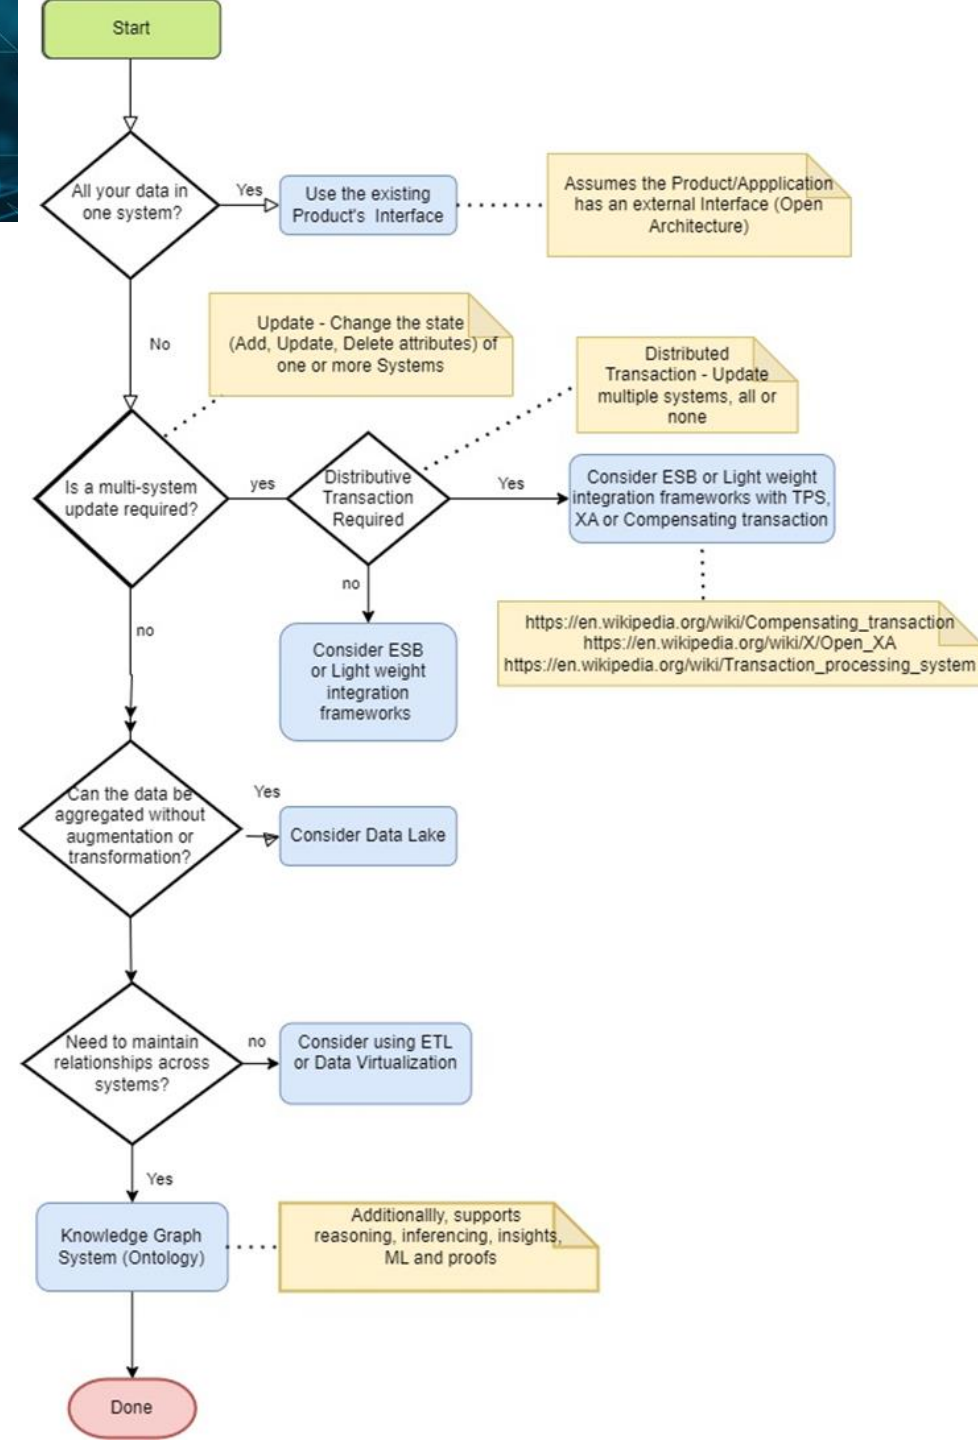 Start
All your data in
one system?
Yes
Use the existing
Product's Interface
Assumes the Product/Appplication
has an external Interface (Open
Architecture)
No
Update - Change the state
(Add, Update, Delete attributes) of
one or more Systems
Distributed
Transaction - Update
multiple systems, all or
none
Is a multi-system
update required?
yes
Distributive
Transaction
Required
Yes
Consider ESB or Light weight
integration frameworks with TPS,
XA or Compensating transaction
no
Consider ESB
or Light weight
integration
frameworks
https://en.wikipedia.org/wiki/Compensating_transaction
https://en.wikipedia.org/wiki/X/Open_XA
https://en.wikipedia.org/wiki/Transaction_processing_system
no
Can the data be
aggregated without
augmentation or
transformation?
Yes
Consider Data Lake
Need to maintain
relationships across
systems?
no
Consider using ETL
or Data Virtualization
Yes
Knowledge Graph
System (Ontology)
Additionallly, supports
reasoning, inferencing, insights,
ML and proofs
Done